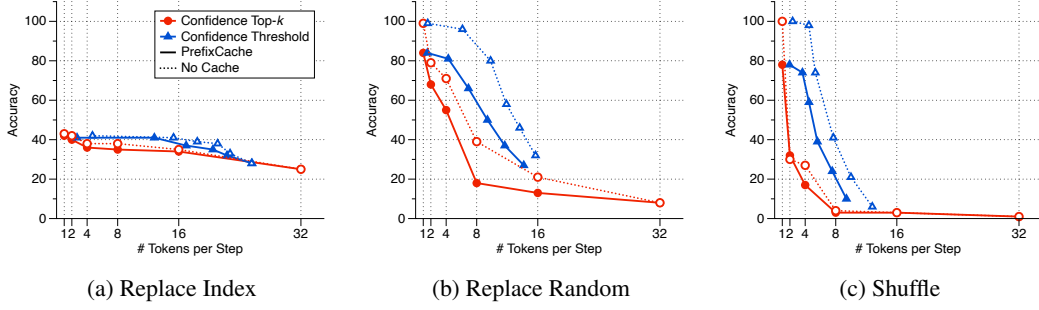 100
80
60
40
20
0
Accuracy
Confidence Top-k
Confidence Threshold
PrefixCache
No Cache
1 2 4 8 16 32
# Tokens per Step
(a) Replace Index
100
80
60
40
20
0
Accuracy
1 2 4 8 16 32
# Tokens per Step
(b) Replace Random
100
80
60
40
20
0
Accuracy
1 2 4 8 16 32
# Tokens per Step
(c) Shuffle